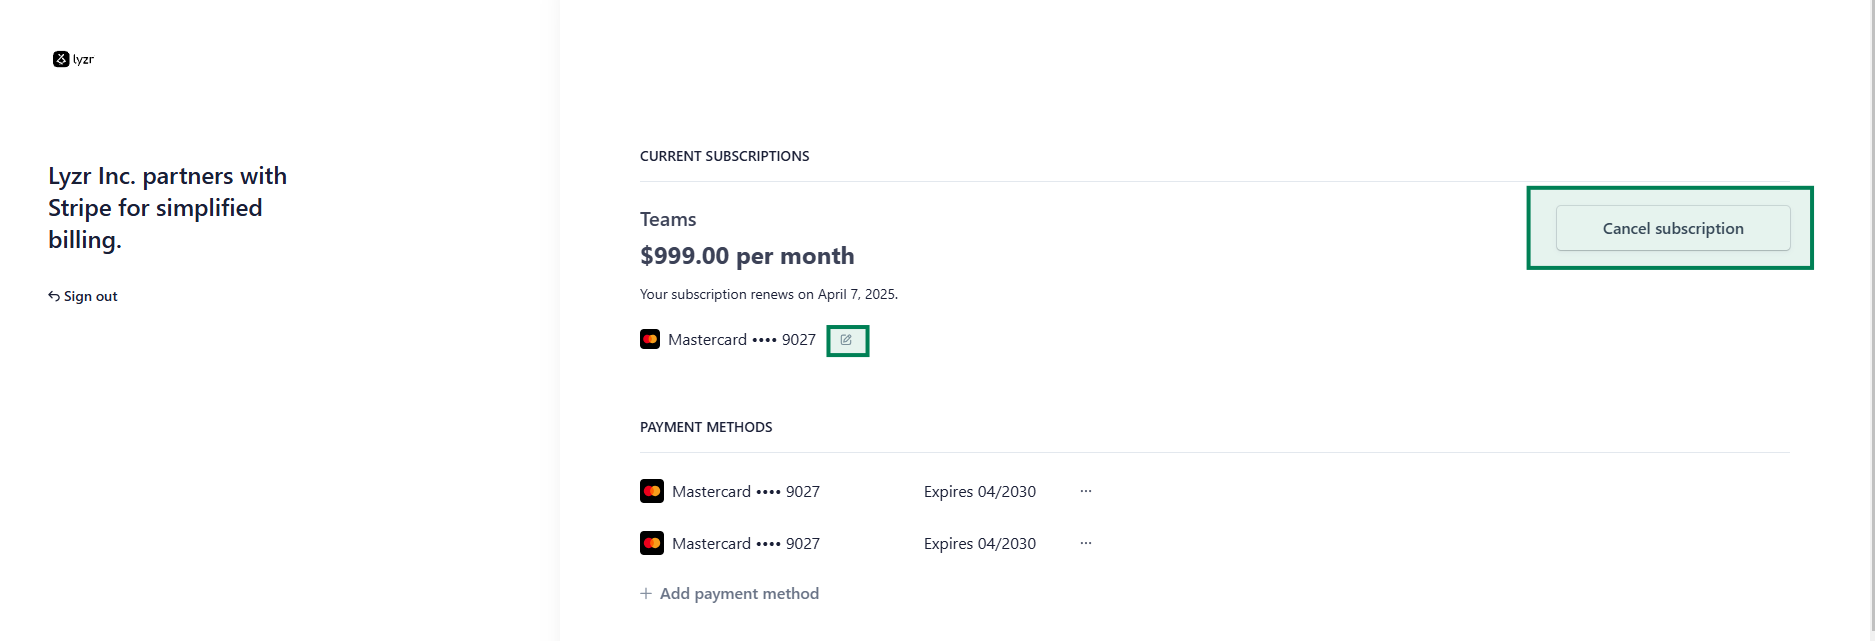 lyzr
Lyzr Inc. partners with
Stripe for simplified
billing.
Sign out
CURRENT SUBSCRIPTIONS
Teams
$999.00 per month
Your subscription renews on April 7, 2025.
Mastercard •••• 9027
Cancel subscription
PAYMENT METHODS
Mastercard •••• 9027 Expires 04/2030 ···
Mastercard •••• 9027 Expires 04/2030 ···
+ Add payment method